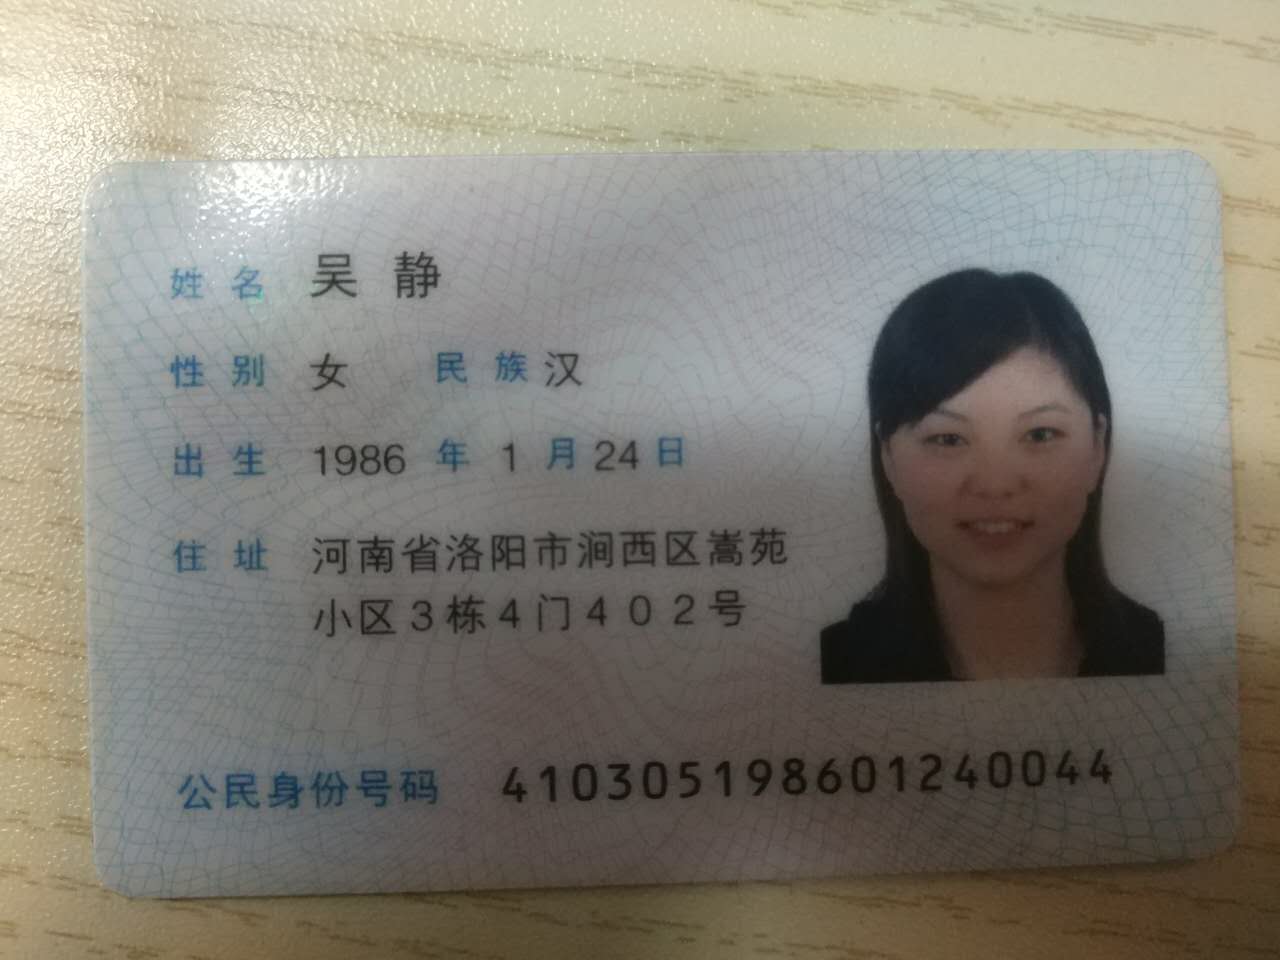 姓名 吴静
性别 女 民族 汉
出生 1986 年 1 月 24 日
住址 河南省洛阳市涧西区嵩苑
小区3栋4门402号
公民身份号码 410305198601240044